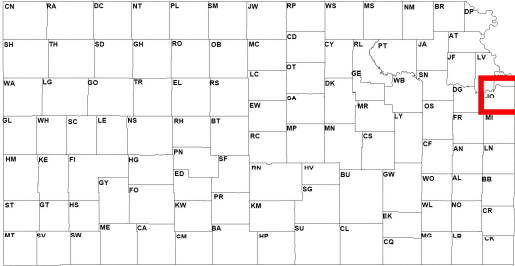 CN RA DC NT PL SM JW RP WS MS NM BR DP
CD AT
SH TH SD GH RO OB MC CY RL PT JA JF LV
OT GE SN
WA LG GO TR EL RS LC DK WB DG JO
SA MR OS
EW LY FR MI
GL WH SC LE NS RH BT RC MP MN CS CF AN LN
PN SF
HM KE FI HG ED RN HV BU GW WO AL BB
GY FO SG
ST GT HS KW PR KM EK WL NO CR
MT SV SW ME CA CM BA HP SU CL CQ MG LB CK